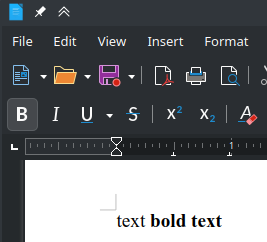 File Edit View Insert Format
B I U S X² X₂ A
1
text bold text